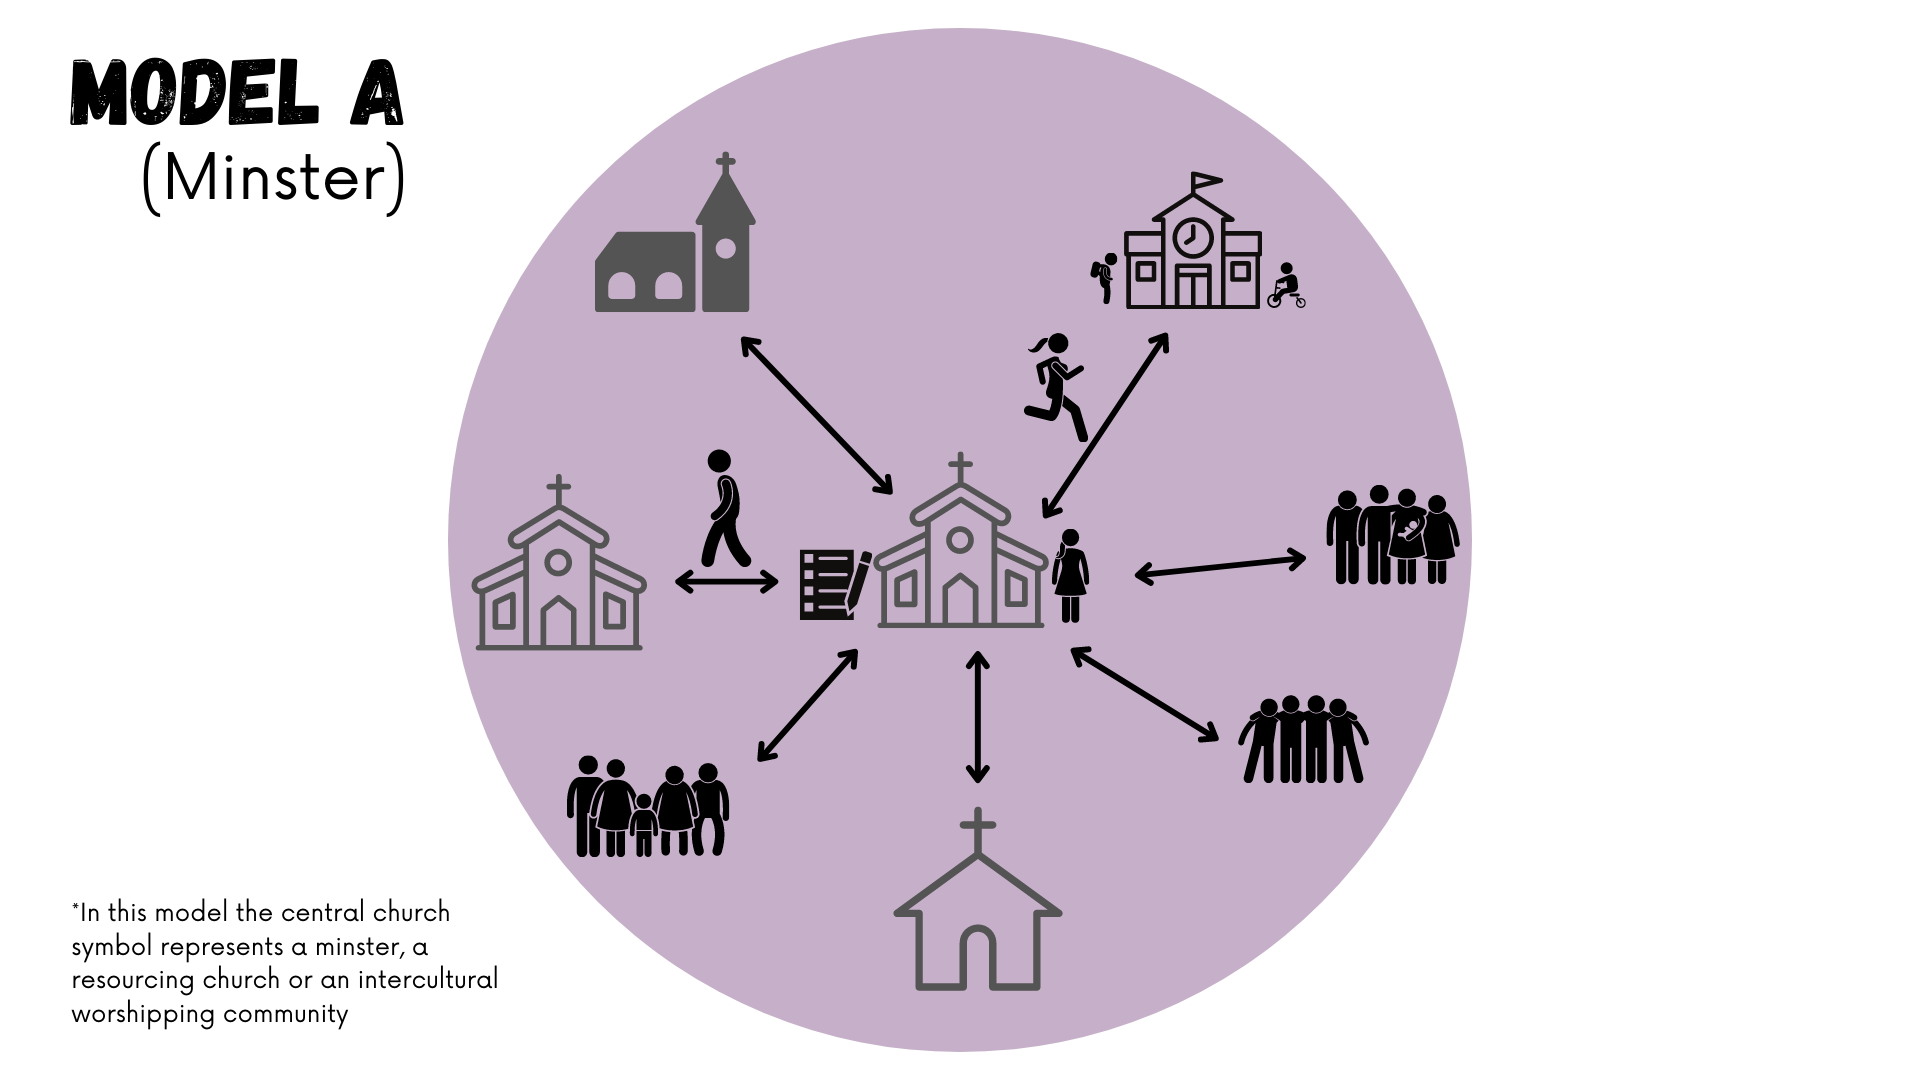 MODEL A
(Minster)
*In this model the central church
symbol represents a minster, a
resourcing church or an intercultural
worshipping community